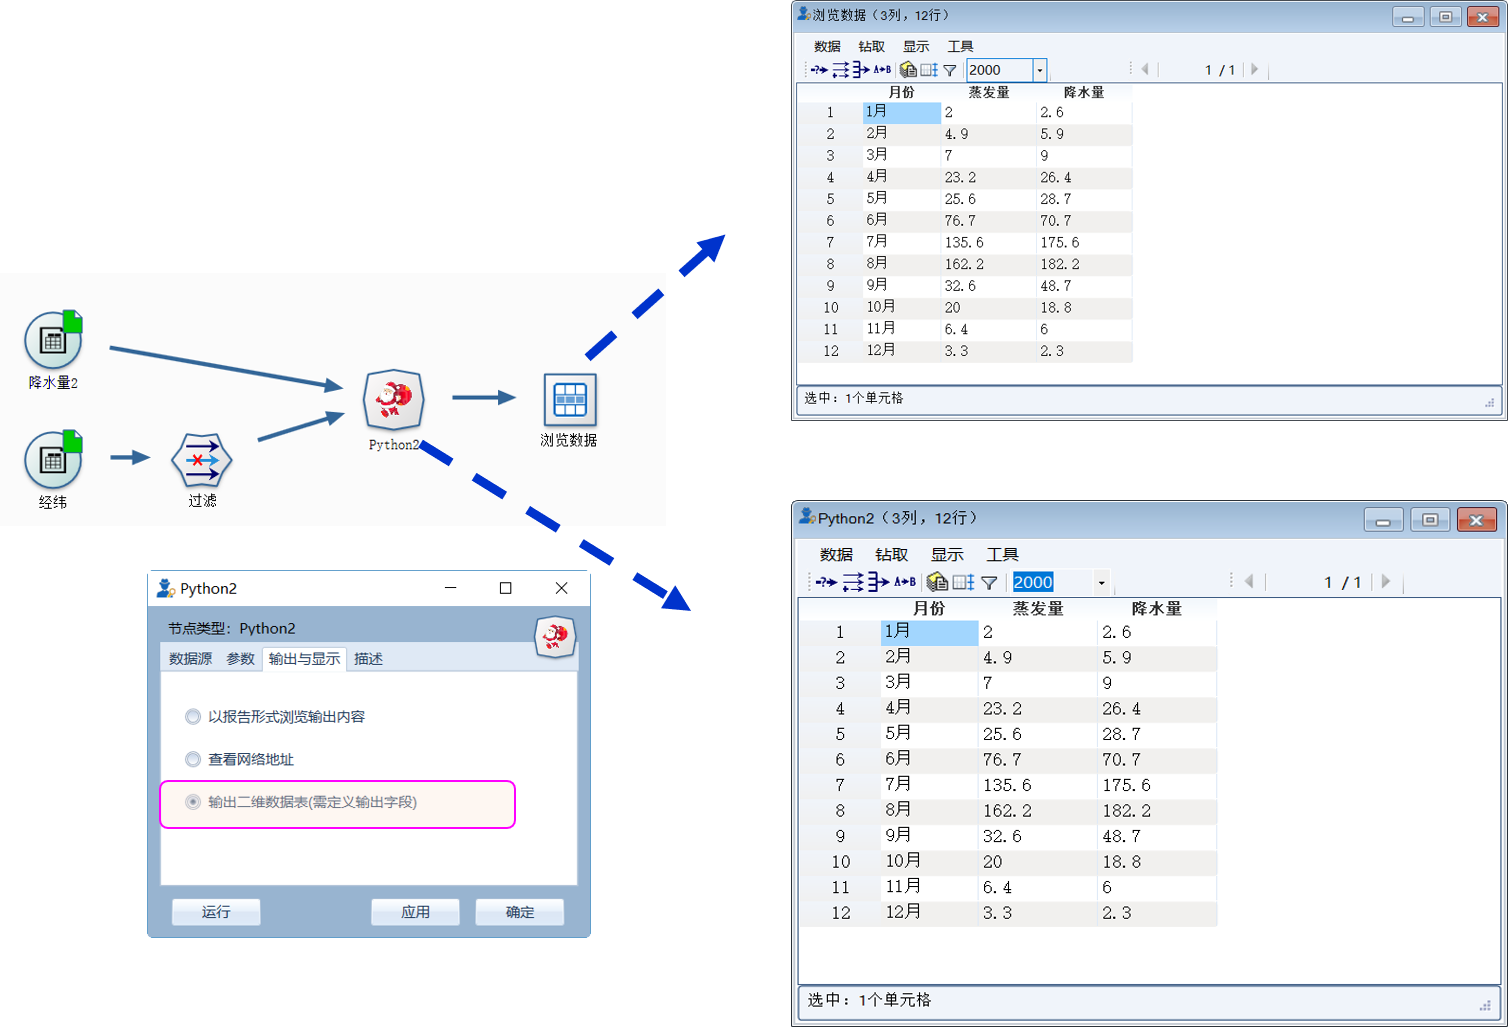 浏览数据（3列，12行）
数据 钻取 显示 工具
2000 1 / 1
月份 蒸发量 降水量
1 1月 2 2.6
2 2月 4.9 5.9
3 3月 7 9
4 4月 23.2 26.4
5 5月 25.6 28.7
6 6月 76.7 70.7
7 7月 135.6 175.6
8 8月 162.2 182.2
9 9月 32.6 48.7
10 10月 20 18.8
11 11月 6.4 6
12 12月 3.3 2.3
选中：1个单元格
降水量2
经纬
过滤
Python2
浏览数据
Python2
节点类型：Python2
数据源 参数 输出与显示 描述
以报告形式浏览输出内容
查看网络地址
输出二维数据表(需定义输出字段)
运行 应用 确定
Python2（3列，12行）
数据 钻取 显示 工具
2000 1 / 1
月份 蒸发量 降水量
1 1月 2 2.6
2 2月 4.9 5.9
3 3月 7 9
4 4月 23.2 26.4
5 5月 25.6 28.7
6 6月 76.7 70.7
7 7月 135.6 175.6
8 8月 162.2 182.2
9 9月 32.6 48.7
10 10月 20 18.8
11 11月 6.4 6
12 12月 3.3 2.3
选中：1个单元格